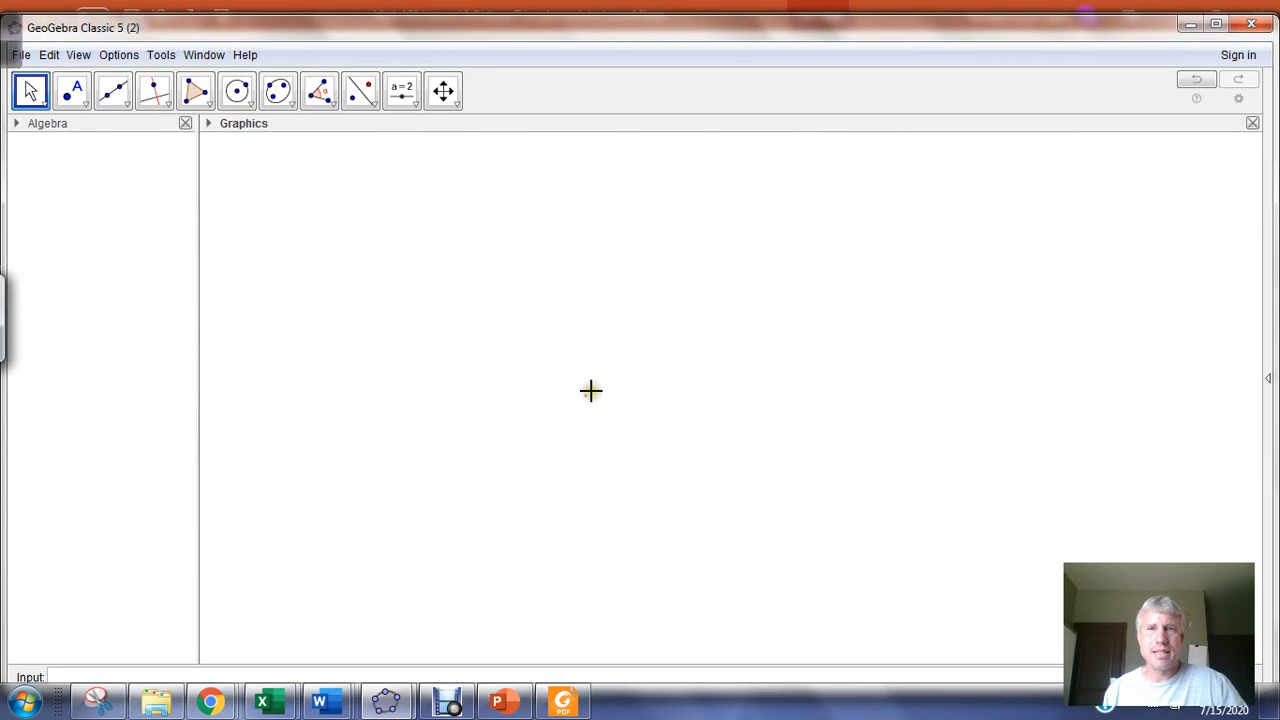 GeoGebra Classic 5 (2)
File Edit View Options Tools Window Help Sign in
A α a = 2
Algebra Graphics
Input:
X W P PDF
7/15/2020